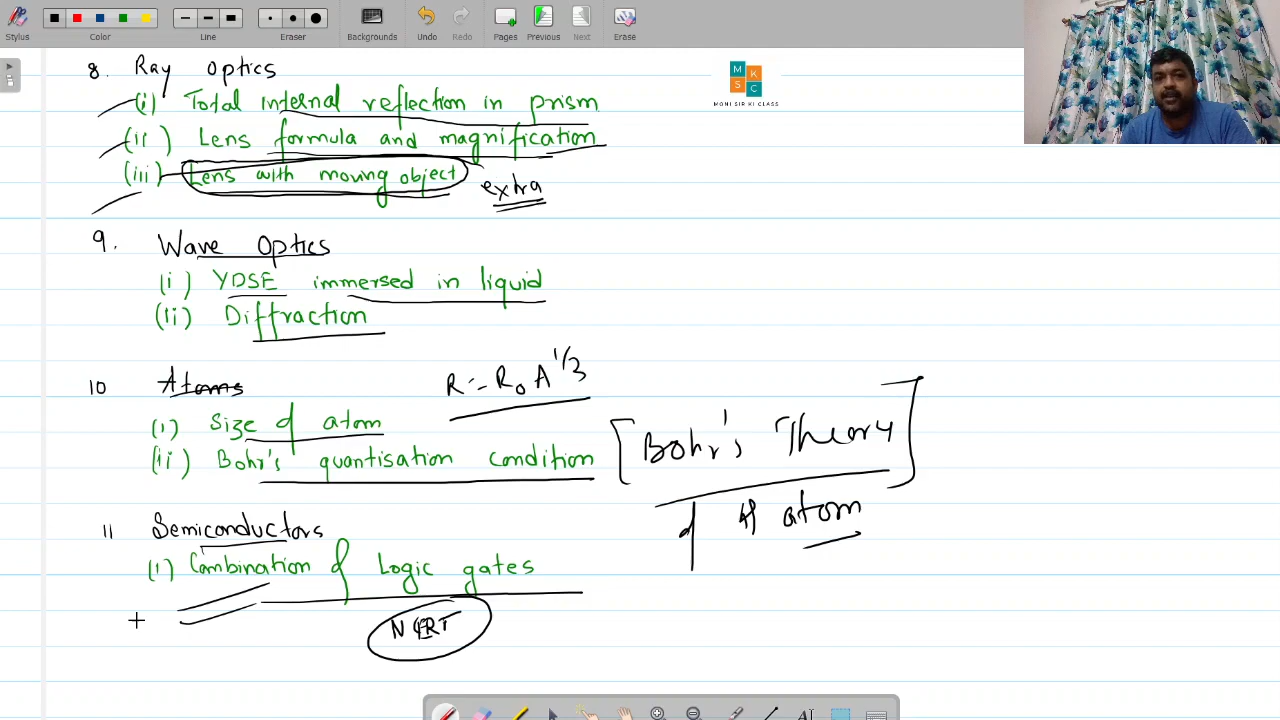 Stylus
Color
Line
Eraser
Backgrounds
Undo
Redo
Pages
Previous
Next
Erase
M K
S C
MONI SIR KI CLASS
8. Ray Optics
(i) Total internal reflection in prism
(ii) Lens formula and magnification
(iii) Lens with moving object
extra
9. Wave Optics
(i) YDSE immersed in liquid
(ii) Diffraction
10 Atoms
R = R₀ A^1/3
(i) Size of atom
(ii) Bohr's quantisation condition
[Bohr's Theory]
of H atom
11 Semiconductors
(i) Combination of Logic gates
+
NCERT